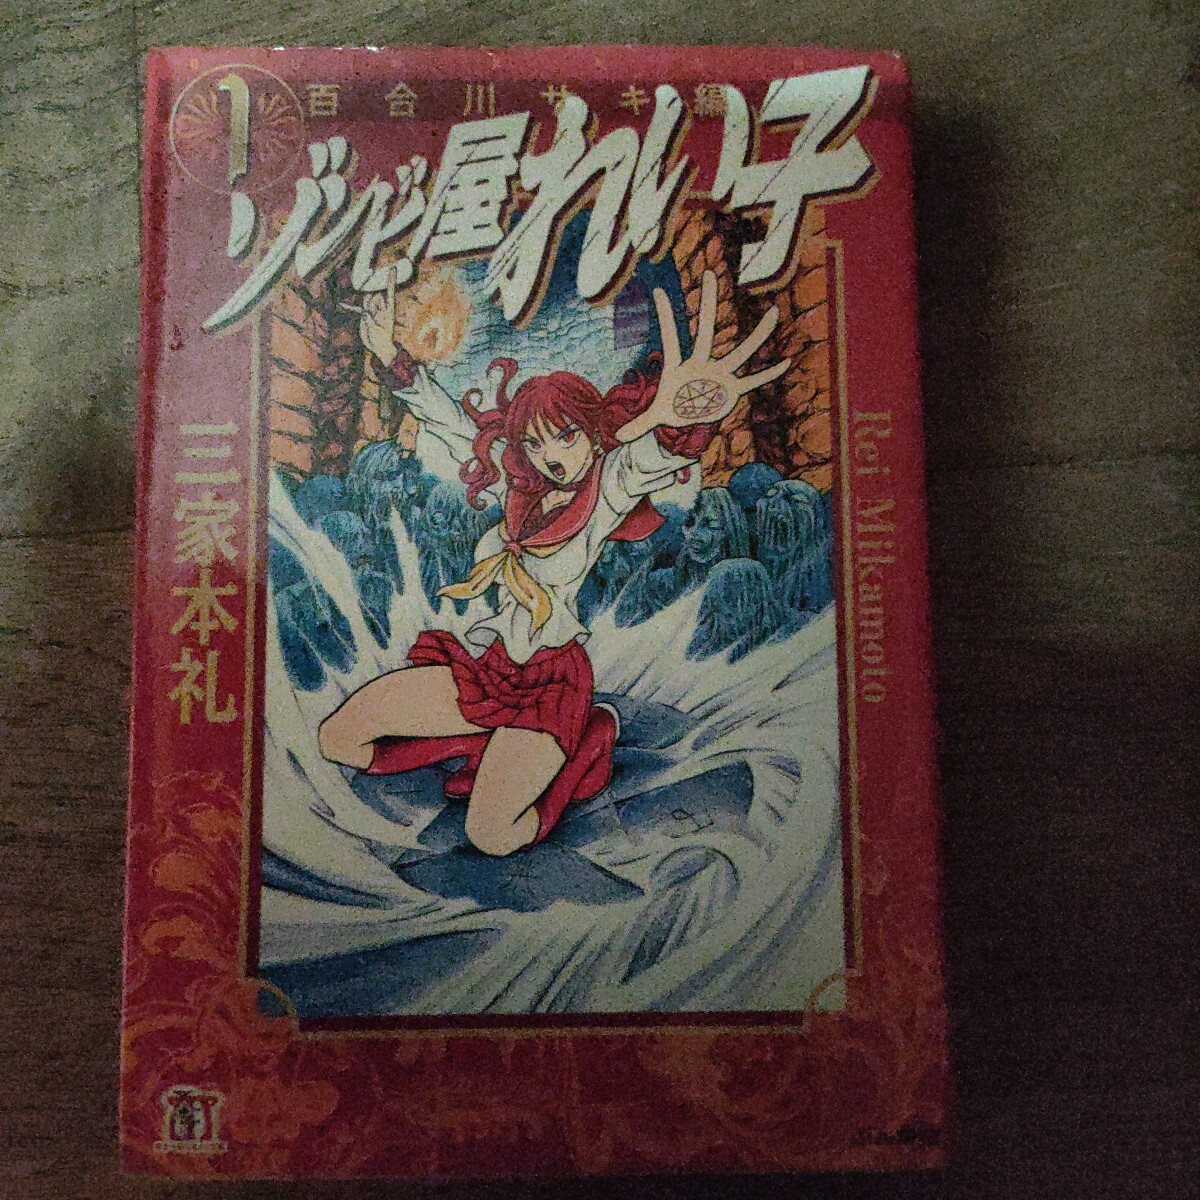 1
百合川サキ編
ゾンビ屋れい子
三家本礼
Rei Mikamoto